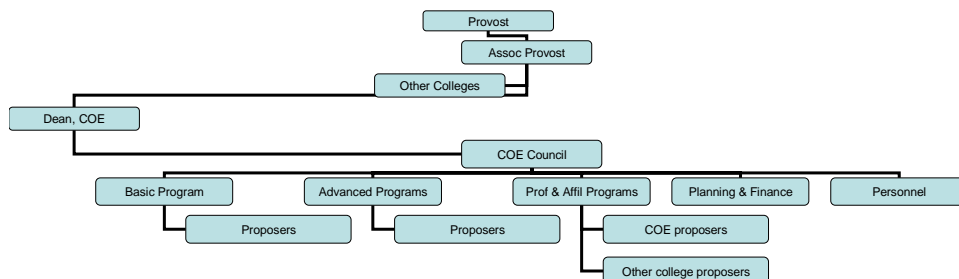 Provost
Assoc Provost
Other Colleges
Dean, COE
COE Council
Basic Program
Advanced Programs
Prof & Affil Programs
Planning & Finance
Personnel
Proposers
Proposers
COE proposers
Other college proposers